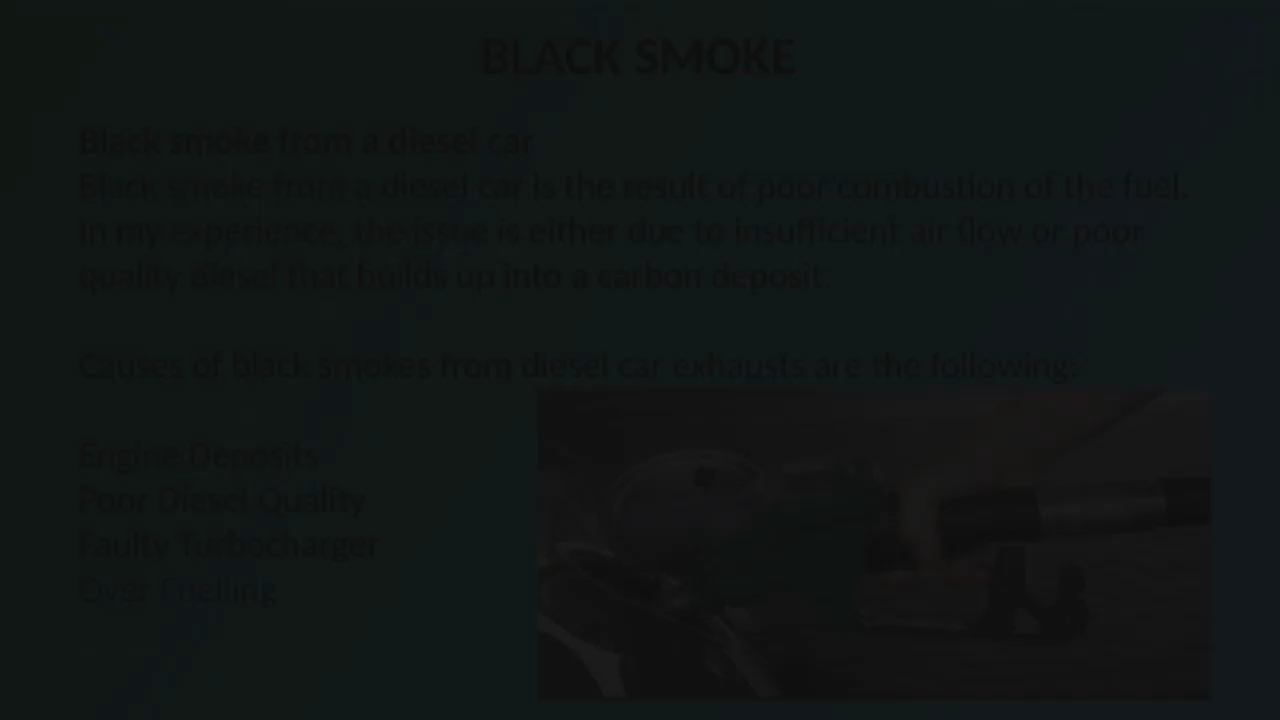 BLACK SMOKE
Black smoke from a diesel car
Black smoke from a diesel car is the result of poor combustion of the fuel.
In my experience, the issue is either due to insufficient air flow or poor
quality diesel that builds up into a carbon deposit.
Causes of black smokes from diesel car exhausts are the following:
Engine Deposits
Poor Diesel Quality
Faulty Turbocharger
Over Fuelling